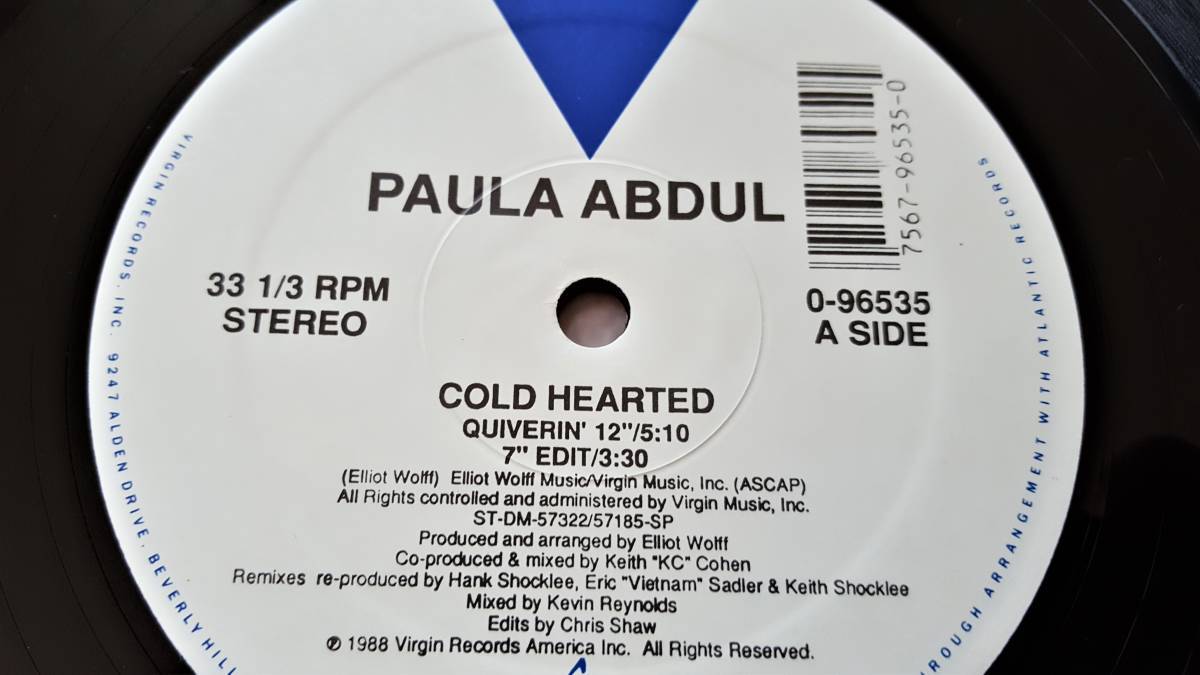 PAULA ABDUL
7567-96535-0
33 1/3 RPM
STEREO
0-96535
A SIDE
COLD HEARTED
QUIVERIN' 12"/5:10
7" EDIT/3:30
(Elliot Wolff) Elliot Wolff Music/Virgin Music, Inc. (ASCAP)
All Rights controlled and administered by Virgin Music, Inc.
ST-DM-57322/57185-SP
Produced and arranged by Elliot Wolff
Co-produced & mixed by Keith "KC" Cohen
Remixes re-produced by Hank Shocklee, Eric "Vietnam" Sadler & Keith Shocklee
Mixed by Kevin Reynolds
Edits by Chris Shaw
℗ 1988 Virgin Records America Inc. All Rights Reserved.
VIRGIN RECORDS, INC. 9247 ALDEN DRIVE, BEVERLY HILL
ROUGH ARRANGEMENT WITH ATLANTIC RECORDS